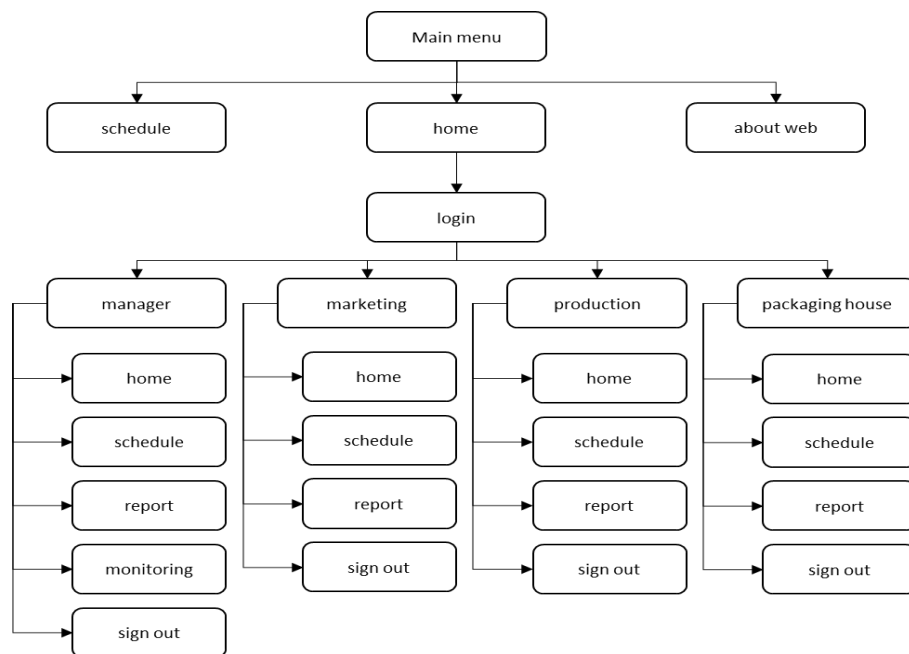 Main menu
schedule
home
about web
login
manager
marketing
production
packaging house
home
home
home
home
schedule
schedule
schedule
schedule
report
report
report
report
monitoring
sign out
sign out
sign out
sign out